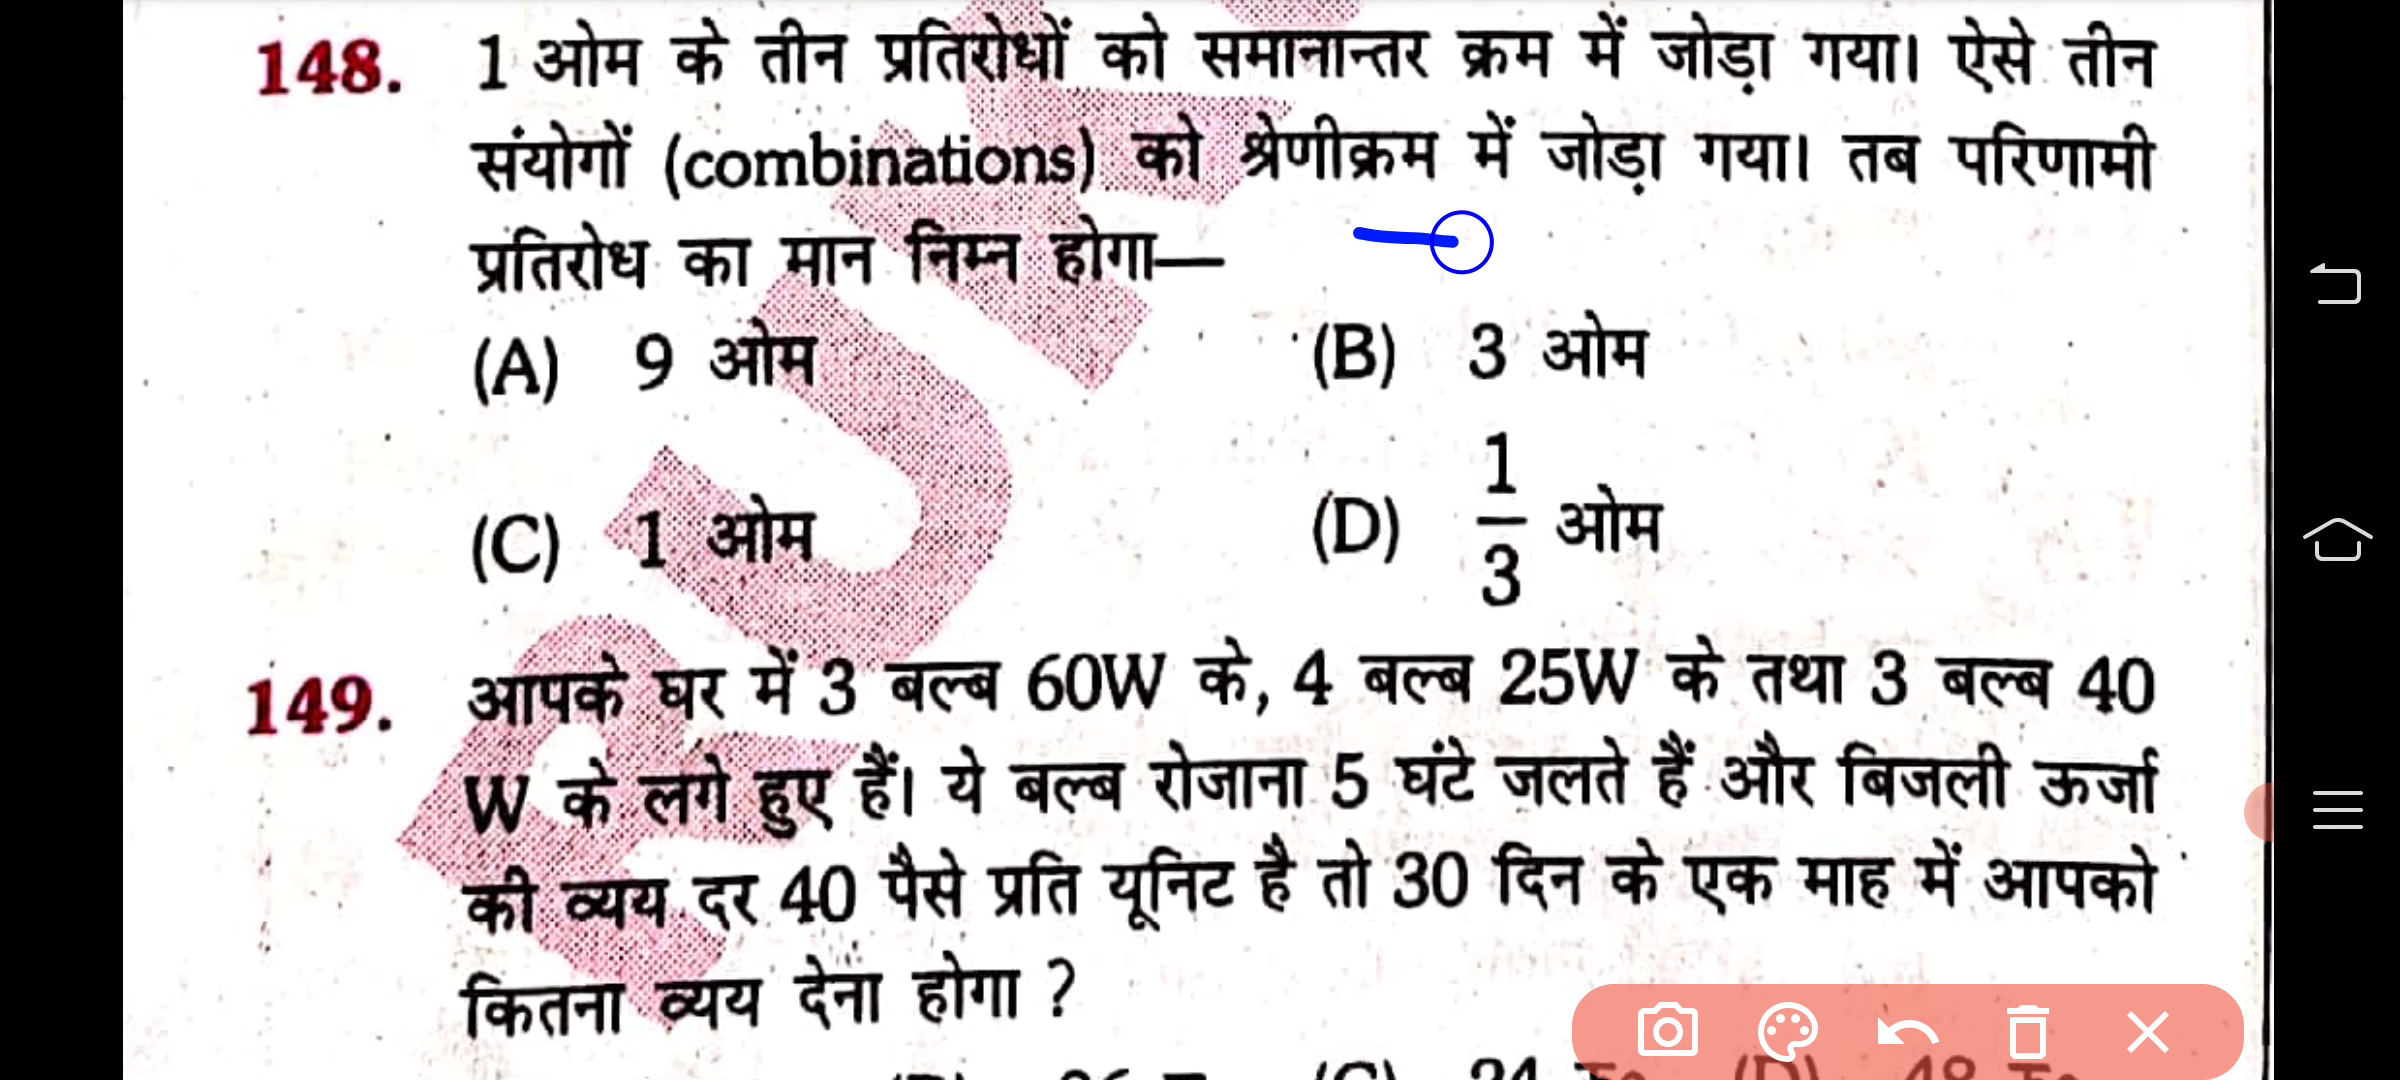 148. 1 ओम के तीन प्रतिरोधों को समानान्तर क्रम में जोड़ा गया। ऐसे तीन
संयोगों (combinations) को श्रेणीक्रम में जोड़ा गया। तब परिणामी
प्रतिरोध का मान निम्न होगा—
(A) 9 ओम (B) 3 ओम
(C) 1 ओम (D) 1/3 ओम
149. आपके घर में 3 बल्ब 60W के, 4 बल्ब 25W के तथा 3 बल्ब 40
W के लगे हुए हैं। ये बल्ब रोजाना 5 घंटे जलते हैं और बिजली ऊर्जा
की व्यय दर 40 पैसे प्रति यूनिट है तो 30 दिन के एक माह में आपको
कितना व्यय देना होगा ?